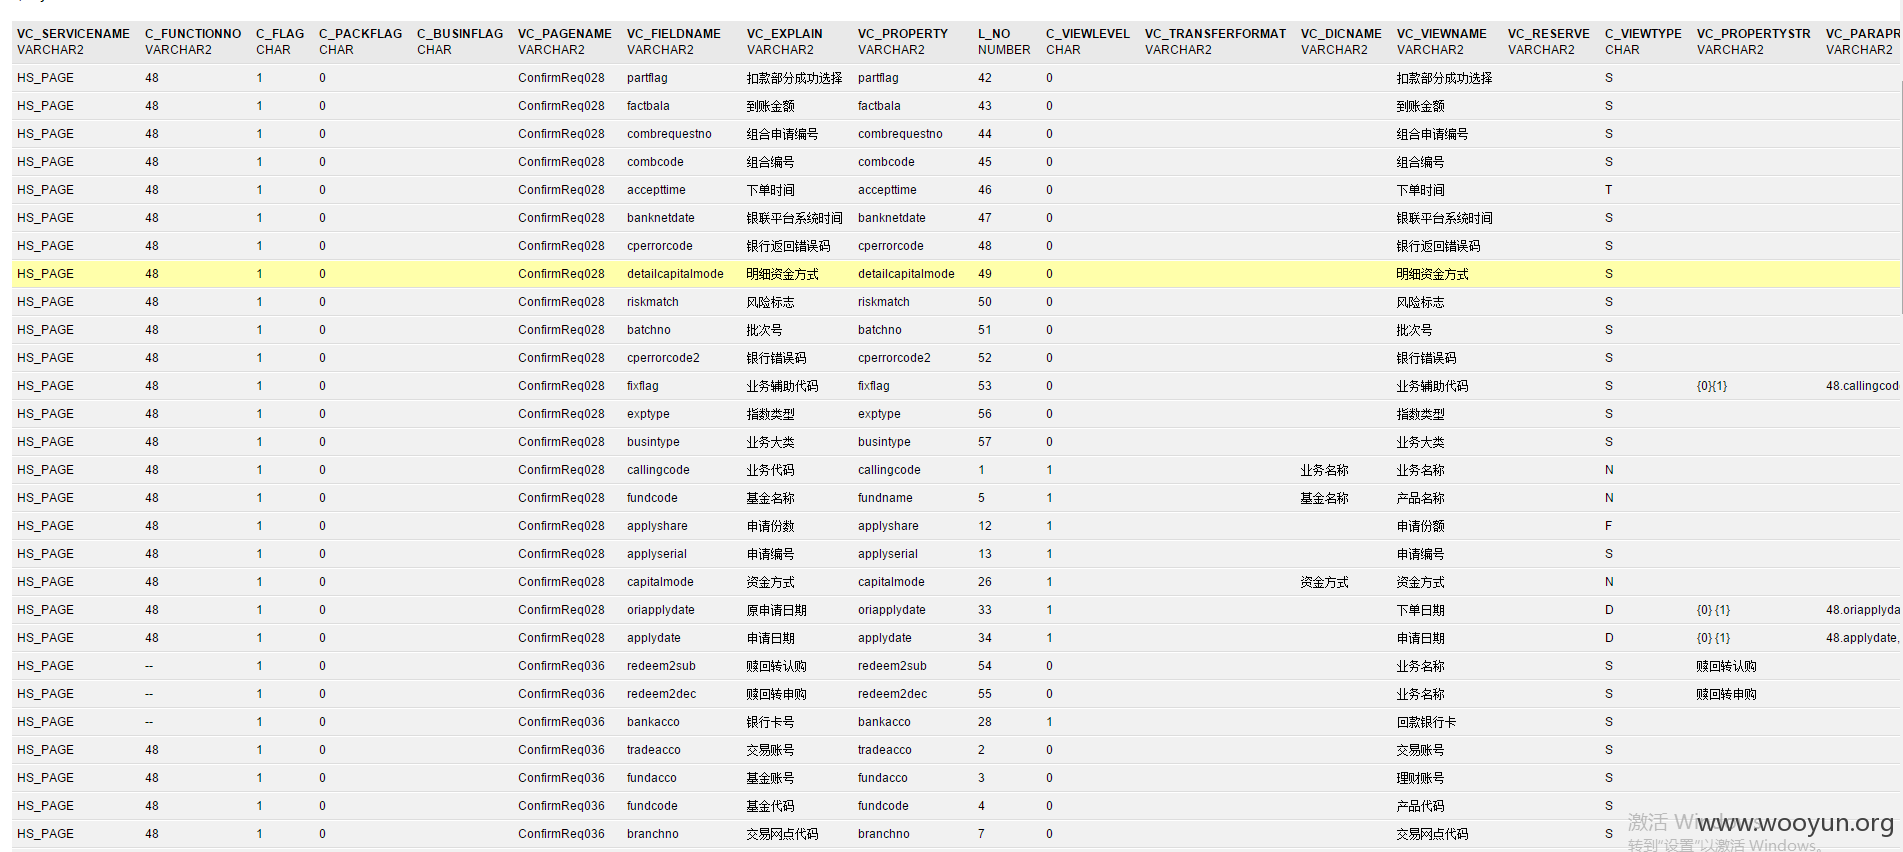 VC_SERVICENAME C_FUNCTIONNO C_FLAG C_PACKFLAG C_BUSINFLAG VC_PAGENAME VC_FIELDNAME VC_EXPLAIN VC_PROPERTY L_NO C_VIEWLEVEL VC_TRANSFERFORMAT VC_DICNAME VC_VIEWNAME VC_RESERVE C_VIEWTYPE VC_PROPERTYSTR VC_PARAPR
VARCHAR2 VARCHAR2 CHAR CHAR CHAR VARCHAR2 VARCHAR2 VARCHAR2 VARCHAR2 NUMBER CHAR VARCHAR2 VARCHAR2 VARCHAR2 VARCHAR2 CHAR VARCHAR2 VARCHAR2
HS_PAGE 48 1 0 ConfirmReq028 partflag 扣款部分成功选择 partflag 42 0 扣款部分成功选择 S
HS_PAGE 48 1 0 ConfirmReq028 factbala 到账金额 factbala 43 0 到账金额 S
HS_PAGE 48 1 0 ConfirmReq028 combrequestno 组合申请编号 combrequestno 44 0 组合申请编号 S
HS_PAGE 48 1 0 ConfirmReq028 combcode 组合编号 combcode 45 0 组合编号 S
HS_PAGE 48 1 0 ConfirmReq028 accepttime 下单时间 accepttime 46 0 下单时间 T
HS_PAGE 48 1 0 ConfirmReq028 banknetdate 银联平台系统时间 banknetdate 47 0 银联平台系统时间 S
HS_PAGE 48 1 0 ConfirmReq028 cperrorcode 银行返回错误码 cperrorcode 48 0 银行返回错误码 S
HS_PAGE 48 1 0 ConfirmReq028 detailcapitalmode 明细资金方式 detailcapitalmode 49 0 明细资金方式 S
HS_PAGE 48 1 0 ConfirmReq028 riskmatch 风险标志 riskmatch 50 0 风险标志 S
HS_PAGE 48 1 0 ConfirmReq028 batchno 批次号 batchno 51 0 批次号 S
HS_PAGE 48 1 0 ConfirmReq028 cperrorcode2 银行错误码 cperrorcode2 52 0 银行错误码 S
HS_PAGE 48 1 0 ConfirmReq028 fixflag 业务辅助代码 fixflag 53 0 业务辅助代码 S {0}{1} 48.callingcod
HS_PAGE 48 1 0 ConfirmReq028 exptype 指数类型 exptype 56 0 指数类型 S
HS_PAGE 48 1 0 ConfirmReq028 busintype 业务大类 busintype 57 0 业务大类 S
HS_PAGE 48 1 0 ConfirmReq028 callingcode 业务代码 callingcode 1 1 业务名称 业务名称 N
HS_PAGE 48 1 0 ConfirmReq028 fundcode 基金名称 fundname 5 1 基金名称 产品名称 N
HS_PAGE 48 1 0 ConfirmReq028 applyshare 申请份数 applyshare 12 1 申请份额 F
HS_PAGE 48 1 0 ConfirmReq028 applyserial 申请编号 applyserial 13 1 申请编号 S
HS_PAGE 48 1 0 ConfirmReq028 capitalmode 资金方式 capitalmode 26 1 资金方式 资金方式 N
HS_PAGE 48 1 0 ConfirmReq028 oriapplydate 原申请日期 oriapplydate 33 1 下单日期 D {0} {1} 48.oriapplyda
HS_PAGE 48 1 0 ConfirmReq028 applydate 申请日期 applydate 34 1 申请日期 D {0} {1} 48.applydate,
HS_PAGE -- 1 0 ConfirmReq036 redeem2sub 赎回转认购 redeem2sub 54 0 业务名称 S 赎回转认购
HS_PAGE -- 1 0 ConfirmReq036 redeem2dec 赎回转申购 redeem2dec 55 0 业务名称 S 赎回转申购
HS_PAGE -- 1 0 ConfirmReq036 bankacco 银行卡号 bankacco 28 1 回款银行卡 S
HS_PAGE 48 1 0 ConfirmReq036 tradeacco 交易账号 tradeacco 2 0 交易账号 S
HS_PAGE 48 1 0 ConfirmReq036 fundacco 基金账号 fundacco 3 0 理财账号 S
HS_PAGE 48 1 0 ConfirmReq036 fundcode 基金代码 fundcode 4 0 产品代码 S
HS_PAGE 48 1 0 ConfirmReq036 branchno 交易网点代码 branchno 7 0 交易网点代码 S
激活 Windows
www.wooyun.org
转到"设置"以激活 Windows。